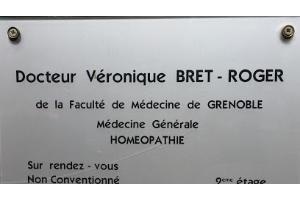 Docteur Véronique BRET - ROGER
de la Faculté de Médecine de GRENOBLE
Médecine Générale
HOMEOPATHIE
Sur rendez - vous
Non Conventionné 9ème étage